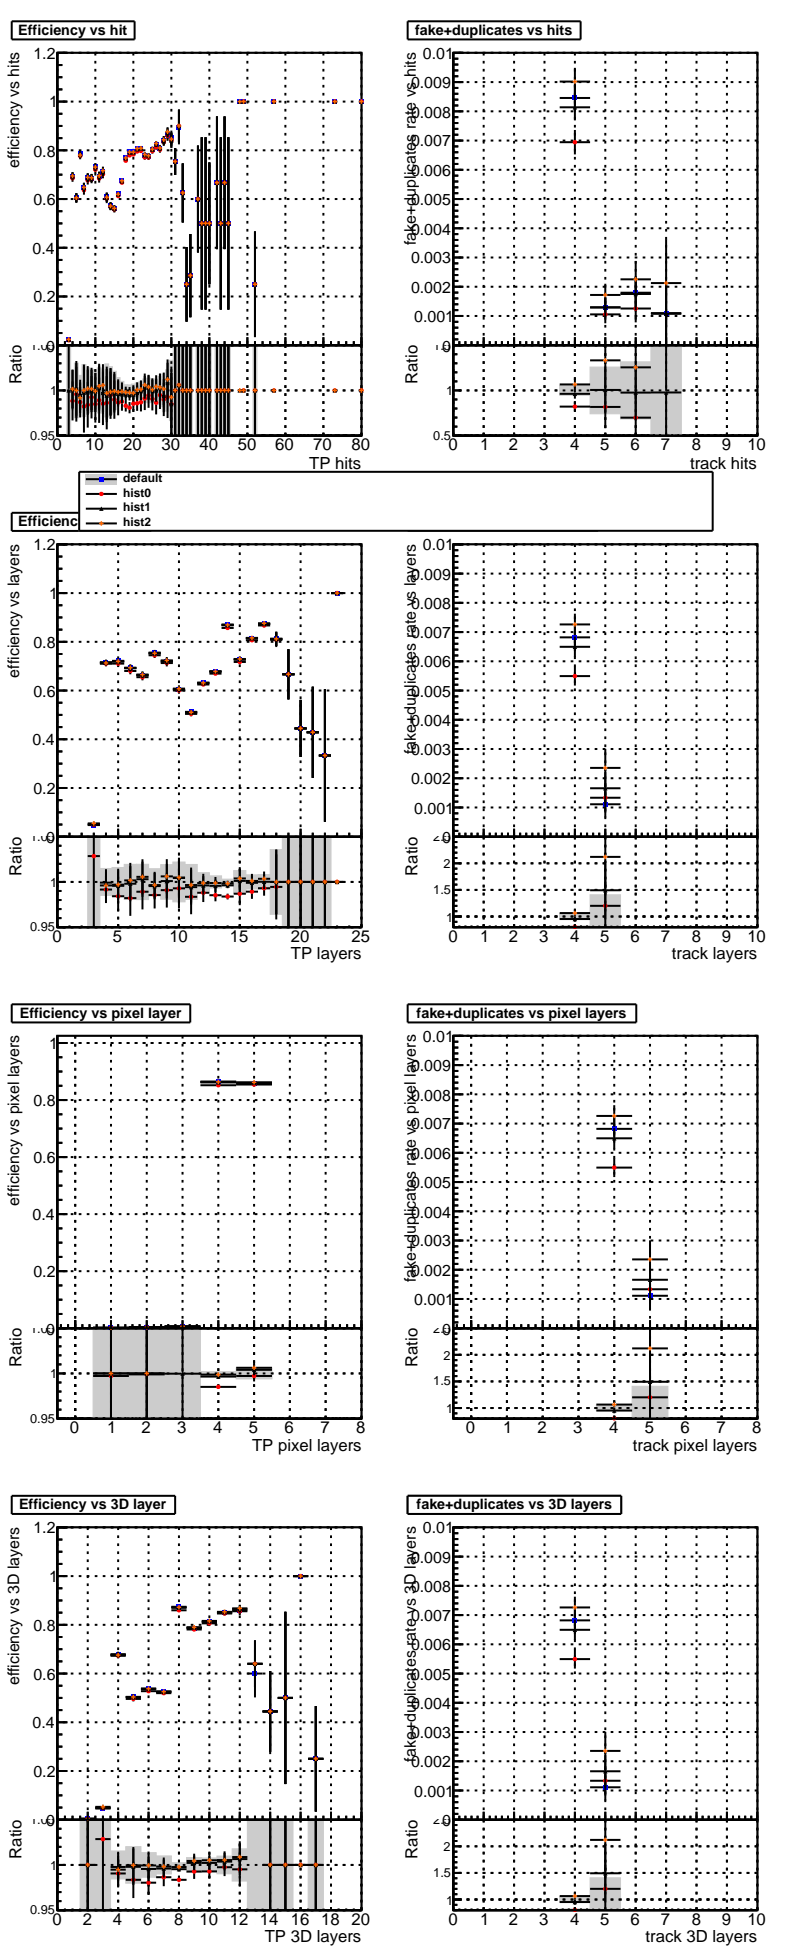 Efficiency vs hit
fake+duplicates vs hits
efficiency vs hits
1.2
1
0.8
0.6
0.4
0.2
Ratio
1
0.95
0 10 20 30 40 50 60 70 80
TP hits
fake+duplicates rate vs hits
0.01
0.009
0.008
0.007
0.006
0.005
0.004
0.003
0.002
0.001
Ratio
1
0.5
0 1 2 3 4 5 6 7 8 9 10
track hits
default
hist0
hist1
hist2
Efficienc
efficiency vs layers
1.2
1
0.8
0.6
0.4
0.2
Ratio
1
0.95
0 5 10 15 20 25
TP layers
fake+duplicates rate vs layers
0.01
0.009
0.008
0.007
0.006
0.005
0.004
0.003
0.002
0.001
Ratio
2
1.5
1
0 1 2 3 4 5 6 7 8 9 10
track layers
Efficiency vs pixel layer
fake+duplicates vs pixel layers
efficiency vs pixel layers
1
0.8
0.6
0.4
0.2
Ratio
1
0.95
0 1 2 3 4 5 6 7 8
TP pixel layers
fake+duplicates rate vs pixel layers
0.01
0.009
0.008
0.007
0.006
0.005
0.004
0.003
0.002
0.001
Ratio
2
1.5
1
0 1 2 3 4 5 6 7 8
track pixel layers
Efficiency vs 3D layer
fake+duplicates vs 3D layers
efficiency vs 3D layers
1.2
1
0.8
0.6
0.4
0.2
Ratio
1
0.95
0 2 4 6 8 10 12 14 16 18 20
TP 3D layers
fake+duplicates rate vs 3D layers
0.01
0.009
0.008
0.007
0.006
0.005
0.004
0.003
0.002
0.001
Ratio
2
1.5
1
0 1 2 3 4 5 6 7 8 9 10
track 3D layers